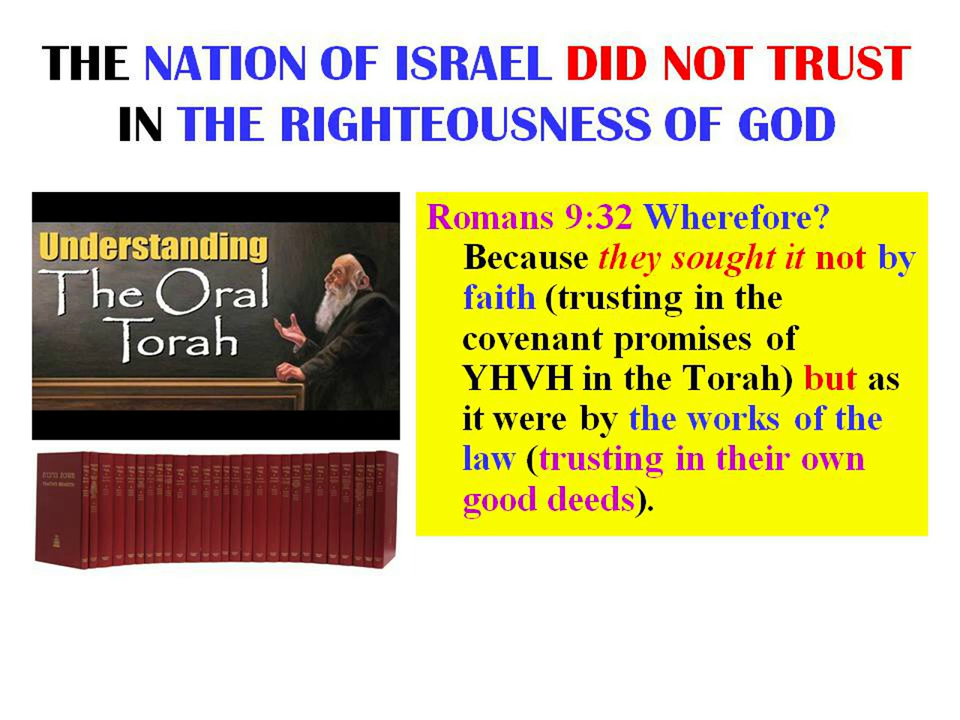 THE NATION OF ISRAEL DID NOT TRUST
IN THE RIGHTEOUSNESS OF GOD
Understanding
The Oral
Torah
Romans 9:32 Wherefore?
Because they sought it not by
faith (trusting in the
covenant promises of
YHVH in the Torah) but as
it were by the works of the
law (trusting in their own
good deeds).